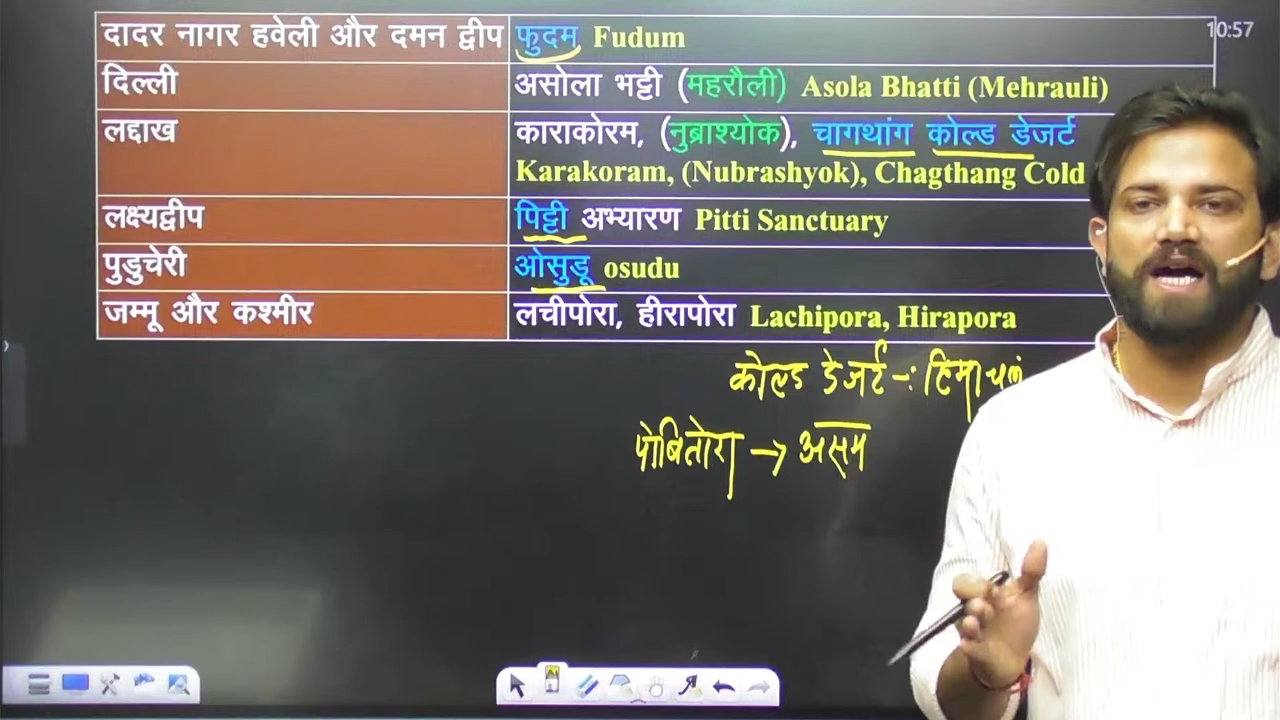 10:57
दादर नागर हवेली और दमन द्वीप फुदम Fudum
दिल्ली असोला भट्टी (महरौली) Asola Bhatti (Mehrauli)
लद्दाख काराकोरम, (नुब्राश्योक), चागथांग कोल्ड डेजर्ट
Karakoram, (Nubrashyok), Chagthang Cold
लक्ष्यद्वीप पिट्टी अभ्यारण Pitti Sanctuary
पुडुचेरी ओसुडू osudu
जम्मू और कश्मीर लचीपोरा, हीरापोरा Lachipora, Hirapora
कोल्ड डेजर्ट -: हिमाचल
पोबितोरा → असम